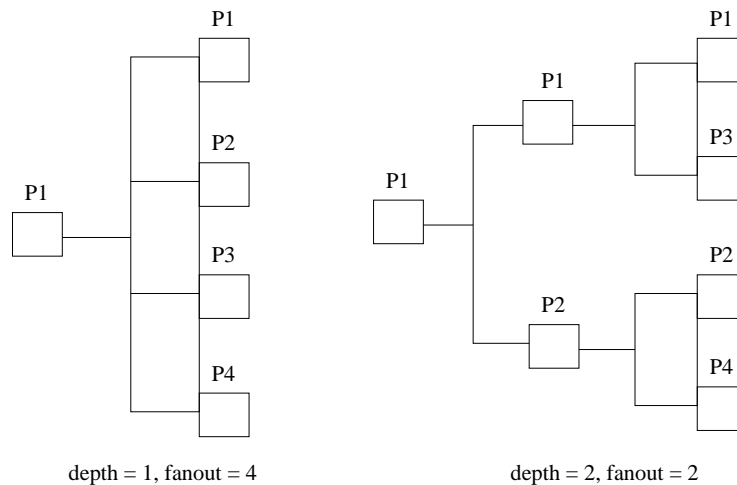 P1
P1
P2
P3
P4
depth = 1, fanout = 4
P1
P1
P2
P1
P3
P2
P4
depth = 2, fanout = 2